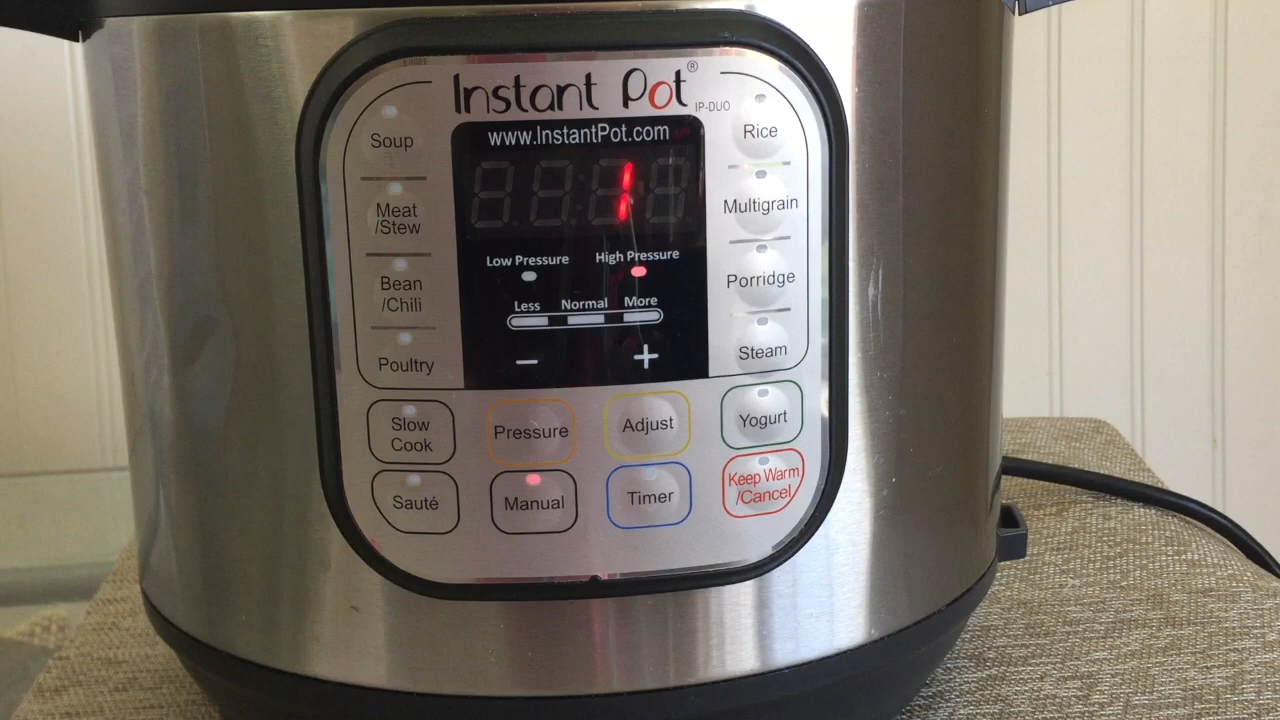 Instant Pot®
IP-DUO
www.InstantPot.com
1
Soup
Meat
/Stew
Bean
/Chili
Poultry
Low Pressure High Pressure
Less Normal More
− +
Rice
Multigrain
Porridge
Steam
Slow
Cook
Pressure
Adjust
Yogurt
Sauté
Manual
Timer
Keep Warm
/Cancel